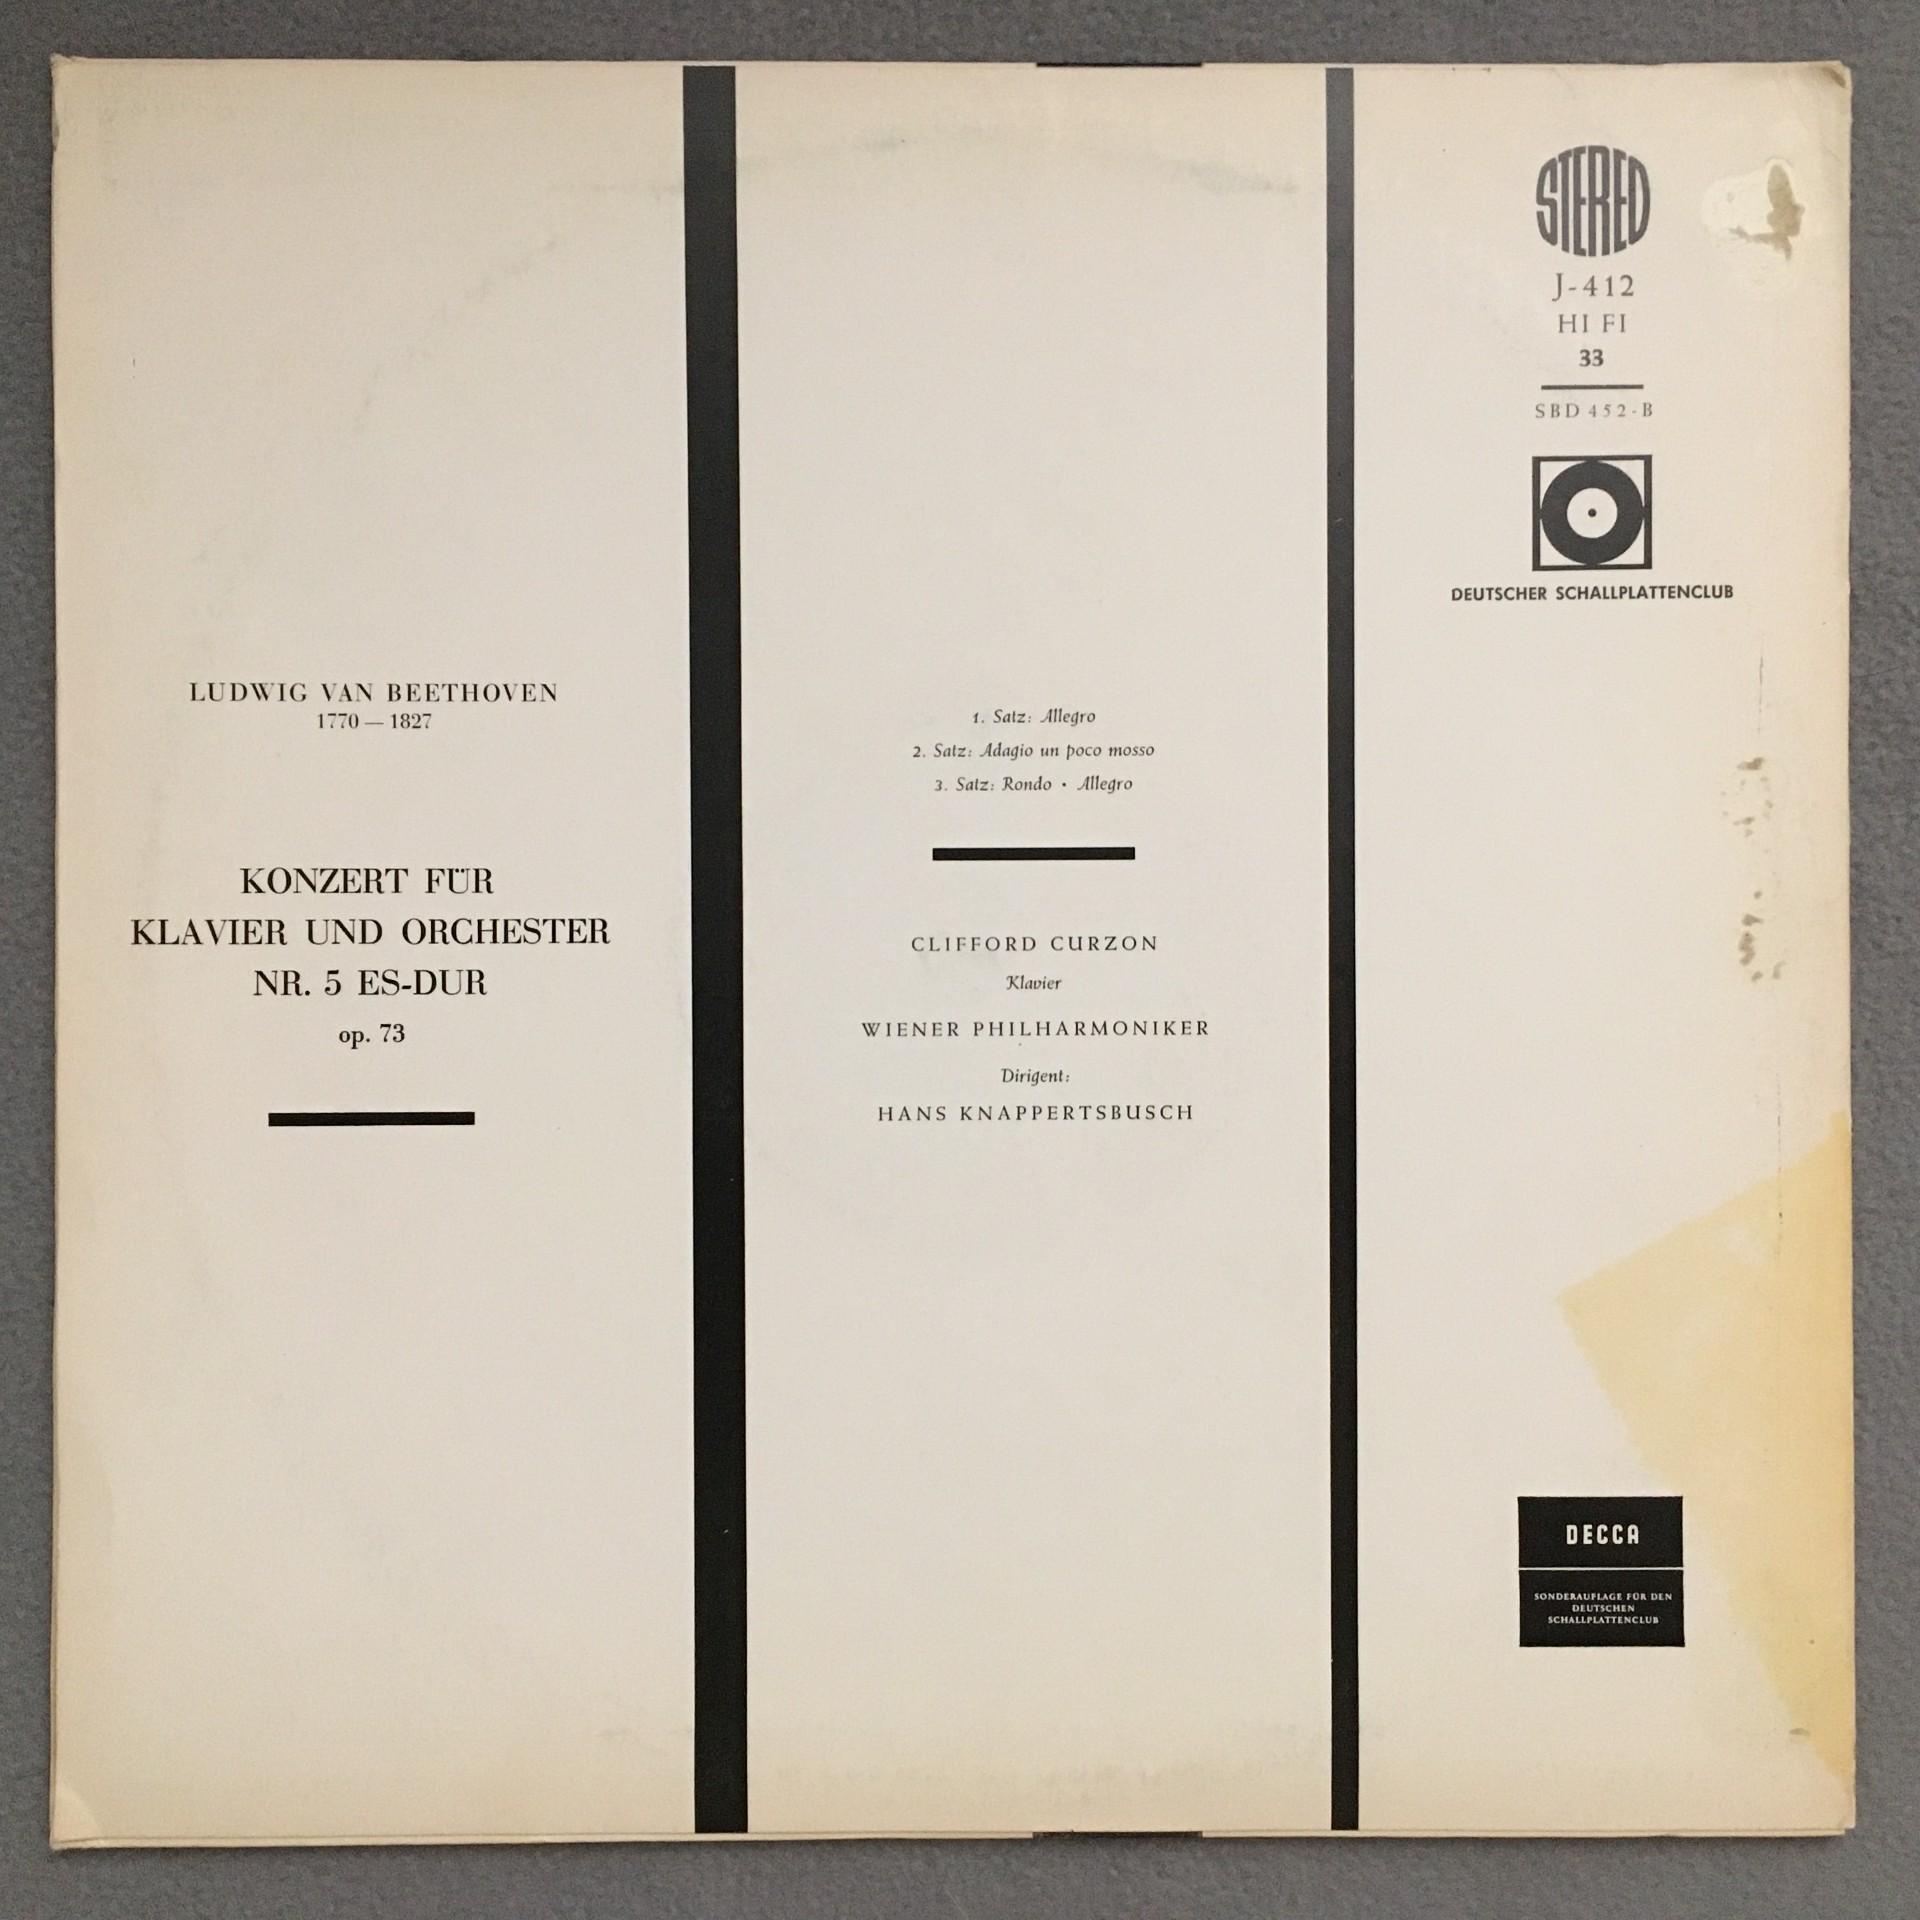 LUDWIG VAN BEETHOVEN
1770 — 1827
KONZERT FÜR
KLAVIER UND ORCHESTER
NR. 5 ES-DUR
op. 73
1. Satz: Allegro
2. Satz: Adagio un poco mosso
3. Satz: Rondo • Allegro
CLIFFORD CURZON
Klavier
WIENER PHILHARMONIKER
Dirigent:
HANS KNAPPERTSBUSCH
STEREO
J-412
HI FI
33
SBD 452-B
DEUTSCHER SCHALLPLATTENCLUB
DECCA
SONDERAUFLAGE FÜR DEN
DEUTSCHEN
SCHALLPLATTENCLUB